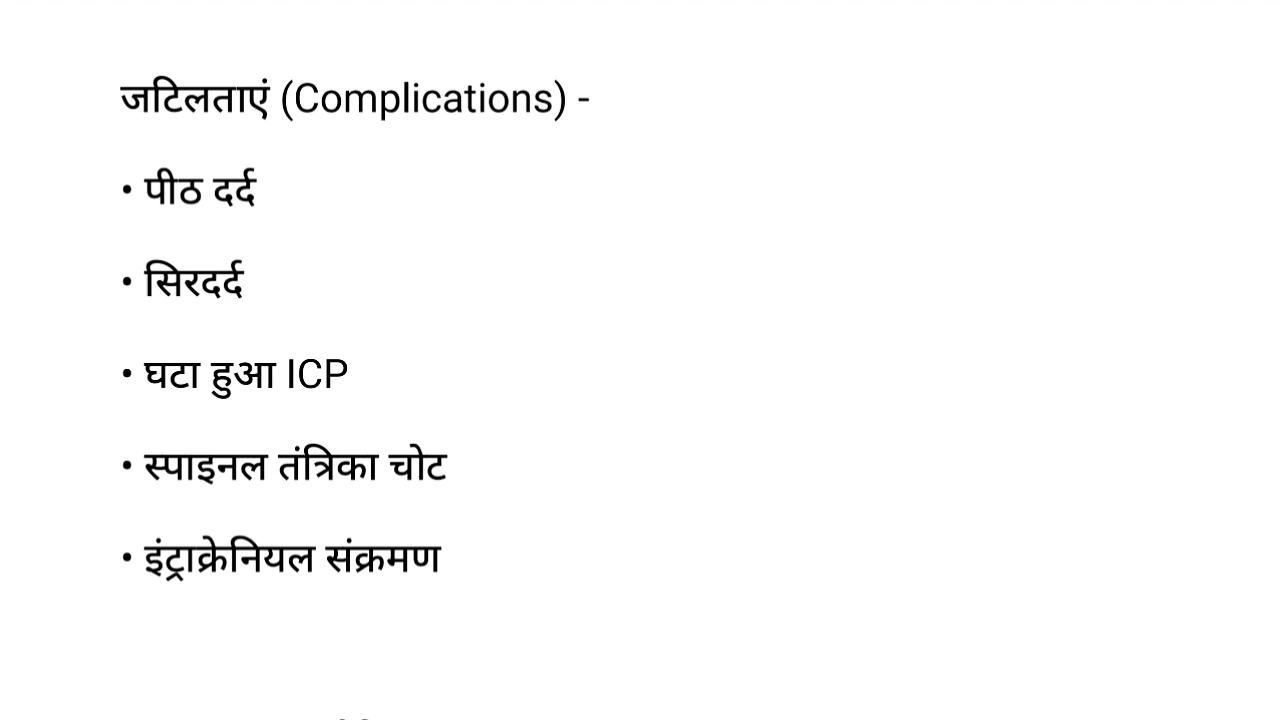 जटिलताएं (Complications) -
• पीठ दर्द
• सिरदर्द
• घटा हुआ ICP
• स्पाइनल तंत्रिका चोट
• इंट्राक्रेनियल संक्रमण